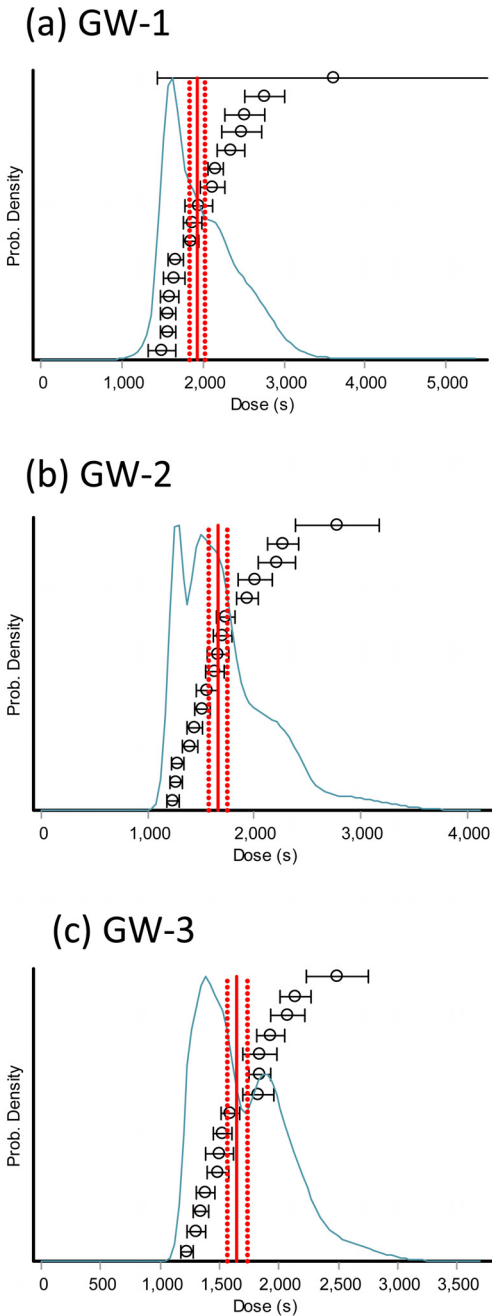 (a) GW-1
Prob. Density
0 1,000 2,000 3,000 4,000 5,000
Dose (s)
(b) GW-2
Prob. Density
0 1,000 2,000 3,000 4,000
Dose (s)
(c) GW-3
Prob. Density
0 500 1,000 1,500 2,000 2,500 3,000 3,50
Dose (s)